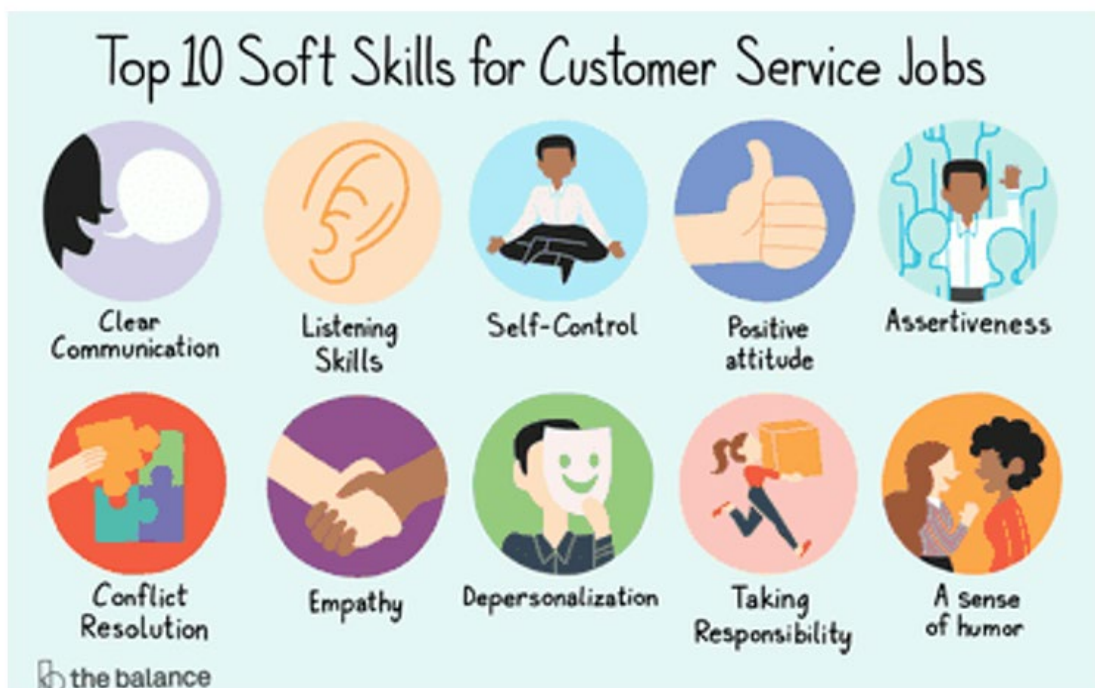 Top 10 Soft Skills for Customer Service Jobs
Clear
Communication
Listening
Skills
Self-Control
Positive
attitude
Assertiveness
Conflict
Resolution
Empathy
Depersonalization
Taking
Responsibility
A sense
of humor
the balance